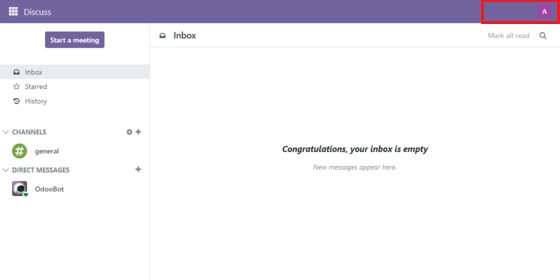 Discuss
A
Start a meeting
Inbox
Mark all read
Inbox
Starred
History
CHANNELS
general
DIRECT MESSAGES
OdooBot
Congratulations, your inbox is empty
New messages appear here.